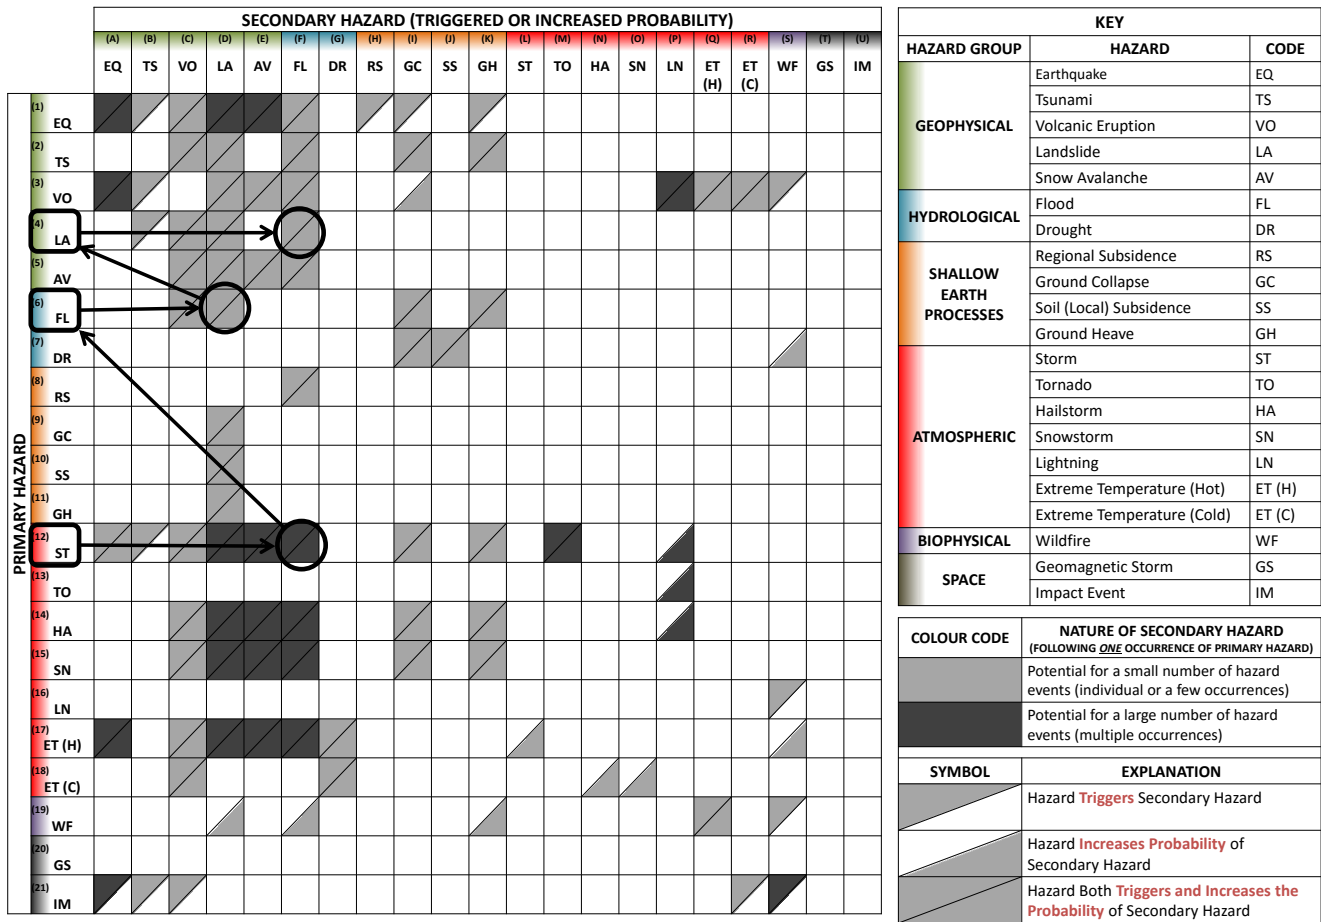 SECONDARY HAZARD (TRIGGERED OR INCREASED PROBABILITY)
(A) (B) (C) (D) (E) (F) (G) (H) (I) (J) (K) (L) (M) (N) (O) (P) (Q) (R) (S) (T) (U)
EQ TS VO LA AV FL DR RS GC SS GH ST TO HA SN LN ET (H) ET (C) WF GS IM
PRIMARY HAZARD
(1) EQ
(2) TS
(3) VO
(4) LA
(5) AV
(6) FL
(7) DR
(8) RS
(9) GC
(10) SS
(11) GH
(12) ST
(13) TO
(14) HA
(15) SN
(16) LN
(17) ET (H)
(18) ET (C)
(19) WF
(20) GS
(21) IM
KEY
HAZARD GROUP HAZARD CODE
GEOPHYSICAL
Earthquake EQ
Tsunami TS
Volcanic Eruption VO
Landslide LA
Snow Avalanche AV
HYDROLOGICAL
Flood FL
Drought DR
SHALLOW
EARTH
PROCESSES
Regional Subsidence RS
Ground Collapse GC
Soil (Local) Subsidence SS
Ground Heave GH
ATMOSPHERIC
Storm ST
Tornado TO
Hailstorm HA
Snowstorm SN
Lightning LN
Extreme Temperature (Hot) ET (H)
Extreme Temperature (Cold) ET (C)
BIOPHYSICAL
Wildfire WF
SPACE
Geomagnetic Storm GS
Impact Event IM
COLOUR CODE
NATURE OF SECONDARY HAZARD
(FOLLOWING ONE OCCURRENCE OF PRIMARY HAZARD)
Potential for a small number of hazard
events (individual or a few occurrences)
Potential for a large number of hazard
events (multiple occurrences)
SYMBOL EXPLANATION
Hazard Triggers Secondary Hazard
Hazard Increases Probability of
Secondary Hazard
Hazard Both Triggers and Increases the
Probability of Secondary Hazard